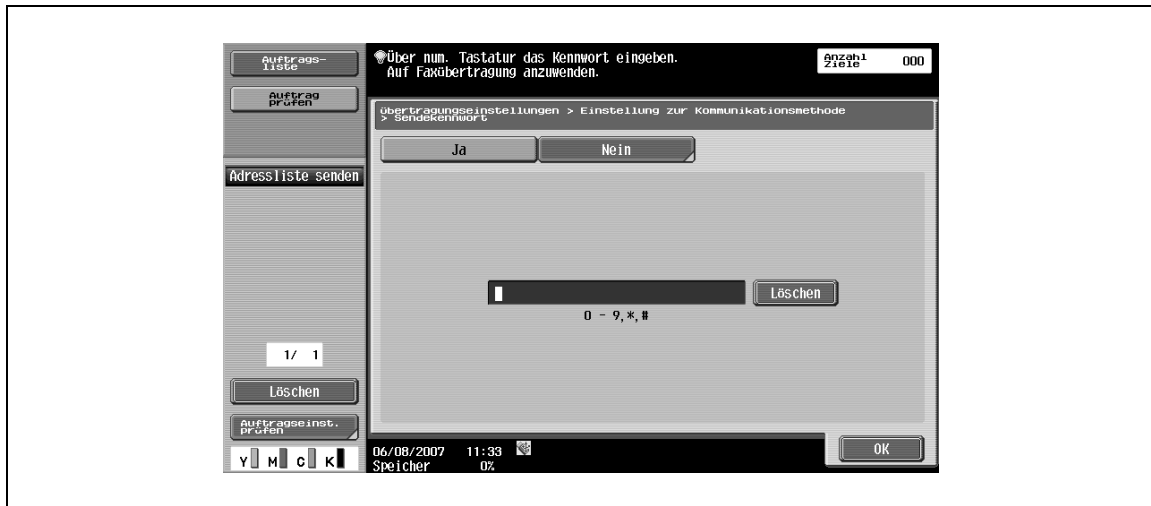 Auftrags-
liste
Auftrag
prüfen
Adressliste senden
1/ 1
Löschen
Auftragseinst.
prüfen
Y M C K
Über num. Tastatur das Kennwort eingeben.
Auf Faxübertragung anzuwenden.
Anzahl
Ziele 000
Übertragungseinstellungen > Einstellung zur Kommunikationsmethode
> Sendekennwort
Ja Nein
Löschen
0 - 9,*,#
06/08/2007 11:33
Speicher 0%
OK